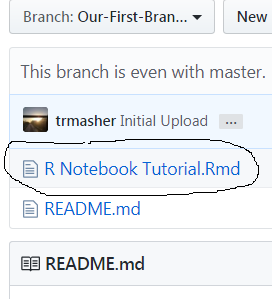 Branch: Our-First-Bran... New
This branch is even with master.
trmasher Initial Upload ...
R Notebook Tutorial.Rmd
README.md
README.md